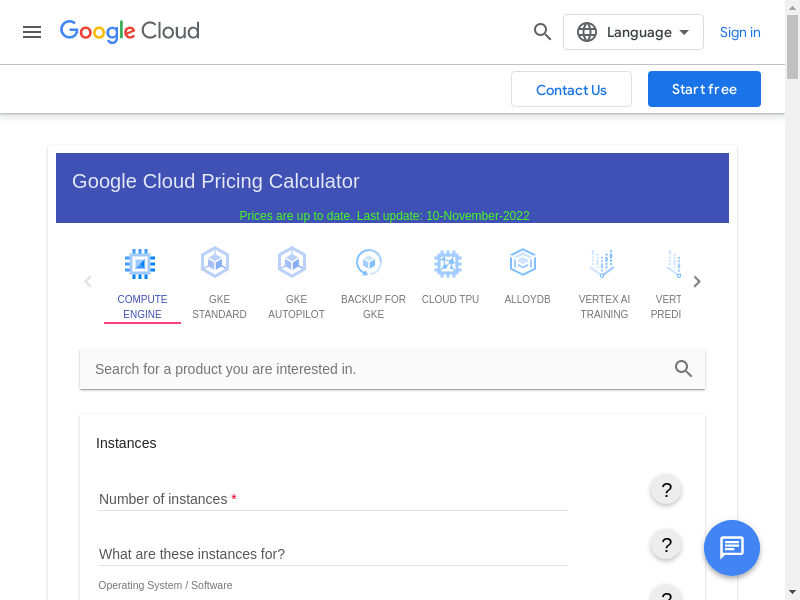 Google Cloud
Language
Sign in
Contact Us
Start free
Google Cloud Pricing Calculator
Prices are up to date. Last update: 10-November-2022
COMPUTE ENGINE
GKE STANDARD
GKE AUTOPILOT
BACKUP FOR GKE
CLOUD TPU
ALLOYDB
VERTEX AI TRAINING
VERT
PREDI
Search for a product you are interested in.
Instances
Number of instances *
?
What are these instances for?
?
Operating System / Software
?